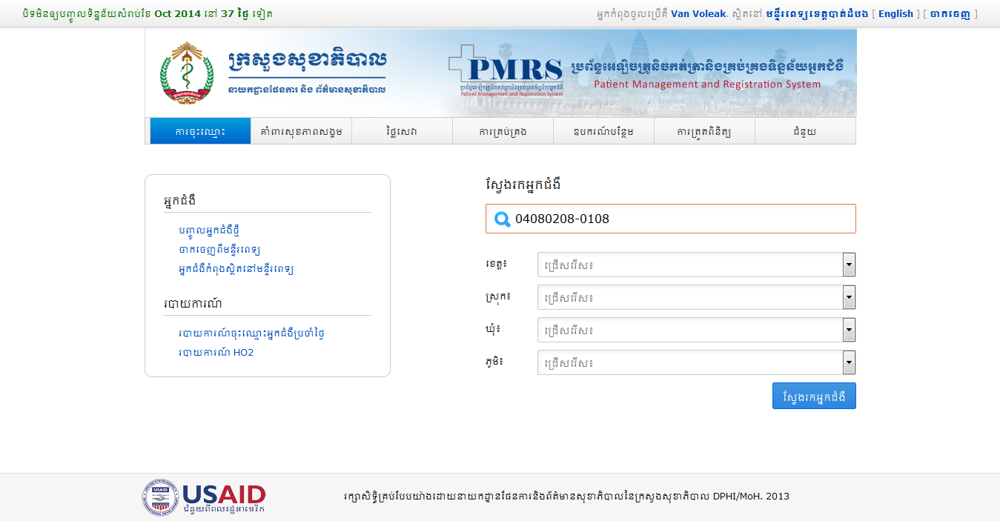 បិទមិនឲ្យបញ្ចូលទិន្នន័យសំរាប់ខែ Oct 2014 នៅ 37 ថ្ងៃ ទៀត
អ្នកកំពុងចូលប្រើគឺ Van Voleak. ស្ថិតនៅ មន្ទីរពេទ្យខេត្តបាត់ដំបង [ English ] [ ចាកចេញ ]
ក្រសួងសុខាភិបាល
នាយកដ្ឋានផែនការ និង ព័ត៌មានសុខាភិបាល
PMRS
ប្រព័ន្ធអេឡិចត្រូនិចកត់ត្រានិងគ្រប់គ្រងទិន្នន័យអ្នកជំងឺ
Patient Management and Registration System
ប្រព័ន្ធអេឡិចត្រូនិចកត់ត្រានិងគ្រប់គ្រងទិន្នន័យអ្នកជំងឺ
Patient Management and Registration System
ការចុះឈ្មោះ
គាំពារសុខភាពសង្គម
ថ្លៃសេវា
ការគ្រប់គ្រង
ឧបករណ៍បន្ថែម
ការត្រួតពិនិត្យ
ជំនួយ
អ្នកជំងឺ
បញ្ចូលអ្នកជំងឺថ្មី
ចាកចេញពីមន្ទីរពេទ្យ
អ្នកជំងឺកំពុងស្ថិតនៅមន្ទីរពេទ្យ
របាយការណ៍
របាយការណ៍ចុះឈ្មោះអ្នកជំងឺប្រចាំថ្ងៃ
របាយការណ៍ HO2
ស្វែងរកអ្នកជំងឺ
04080208-0108
ខេត្ត៖ ជ្រើសរើស៖
ស្រុក៖ ជ្រើសរើស៖
ឃុំ៖ ជ្រើសរើស៖
ភូមិ៖ ជ្រើសរើស៖
ស្វែងរកអ្នកជំងឺ
USAID
USAID
ជំនួយពីពលរដ្ឋអាមេរិក
រក្សាសិទ្ធិគ្រប់បែបយ៉ាងដោយនាយកដ្ឋានផែនការនិងព័ត៌មានសុខាភិបាលនៃក្រសួងសុខាភិបាល DPHI/MoH. 2013